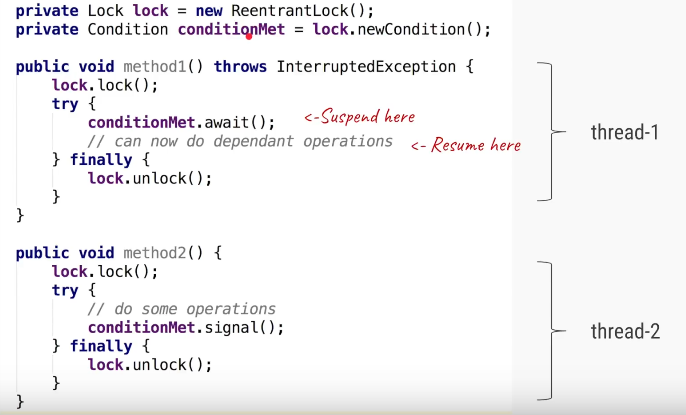 private Lock lock = new ReentrantLock();
private Condition conditionMet = lock.newCondition();
public void method1() throws InterruptedException {
lock.lock();
try {
conditionMet.await(); <-Suspend here
// can now do dependant operations <- Resume here
} finally {
lock.unlock();
}
}
thread-1
public void method2() {
lock.lock();
try {
// do some operations
conditionMet.signal();
} finally {
lock.unlock();
}
}
thread-2